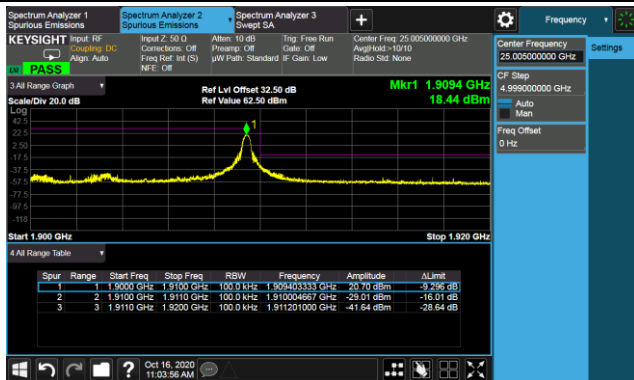 Spectrum Analyzer 1
Spurious Emissions
Spectrum Analyzer 2
Spurious Emissions
Spectrum Analyzer 3
Swept SA
Frequency
KEYSIGHT
Input: RF
Coupling: DC
Align: Auto
Input Z: 50 Ω
Corrections: Off
Freq Ref: Int (S)
NFE: Off
Atten: 10 dB
Preamp: Off
µW Path: Standard
Trig: Free Run
Gate: Off
IF Gain: Low
Center Freq: 25.005000000 GHz
Avg|Hold:>10/10
Radio Std: None
PASS
Center Frequency
25.005000000 GHz
Settings
CF Step
4.999000000 GHz
Auto
Man
Freq Offset
0 Hz
3 All Range Graph
Scale/Div 20.0 dB
Ref Lvl Offset 32.50 dB
Ref Value 62.50 dBm
Mkr1 1.9094 GHz
18.44 dBm
Log
42.5
22.5
2.50
-17.5
-37.5
-57.5
-97.5
-118
1
Start 1.900 GHz
Stop 1.920 GHz
4 All Range Table
Spur Range Start Freq Stop Freq RBW Frequency Amplitude ΔLimit
1 1 1.9000 GHz 1.9100 GHz 100.0 kHz 1.909403333 GHz 20.70 dBm -9.296 dB
2 2 1.9100 GHz 1.9110 GHz 100.0 kHz 1.910004667 GHz -29.01 dBm -16.01 dB
3 3 1.9110 GHz 1.9200 GHz 100.0 kHz 1.911201000 GHz -41.64 dBm -28.64 dB
?
Oct 16, 2020
11:03:56 AM